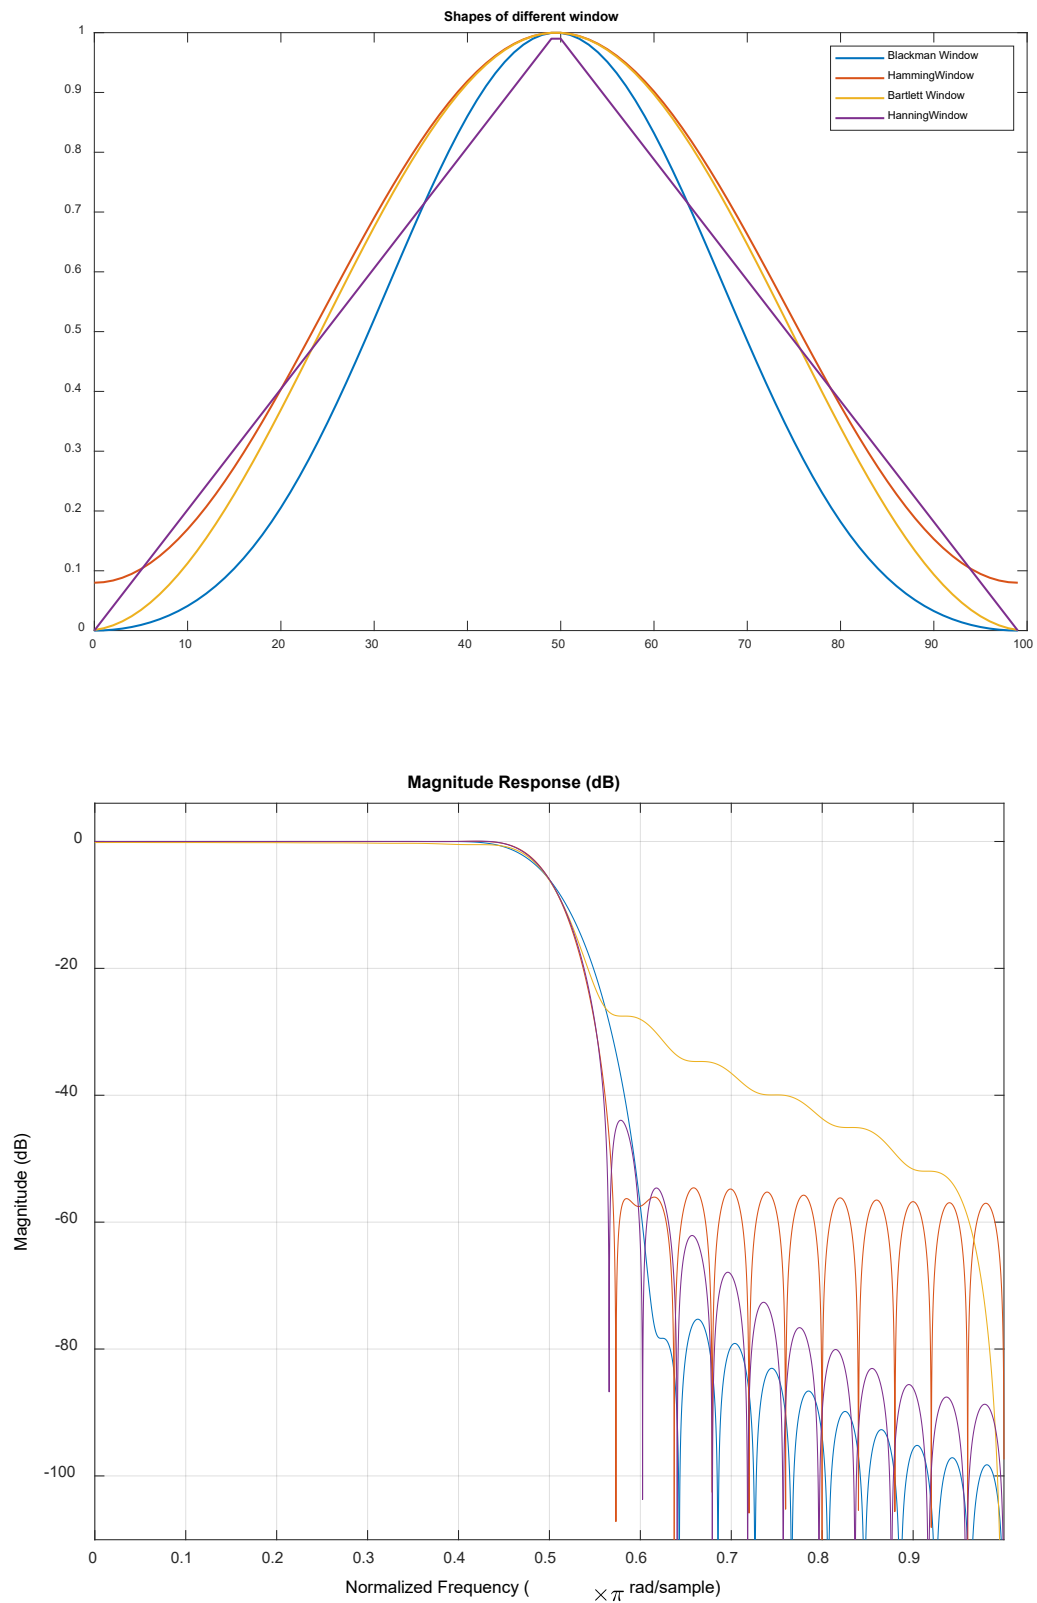 Shapes of different window
1
0.9
0.8
0.7
0.6
0.5
0.4
0.3
0.2
0.1
0
0 10 20 30 40 50 60 70 80 90 100
Blackman Window
HammingWindow
Bartlett Window
HanningWindow
Magnitude Response (dB)
0
-20
-40
-60
-80
-100
Magnitude (dB)
0 0.1 0.2 0.3 0.4 0.5 0.6 0.7 0.8 0.9
Normalized Frequency ( ×π rad/sample)